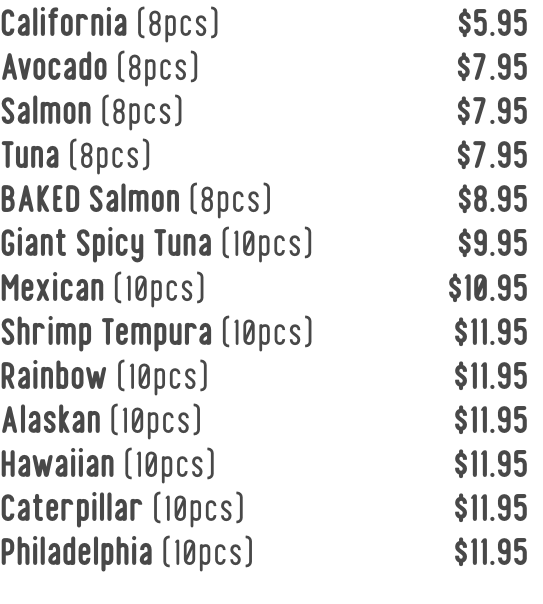 California (8pcs) $5.95
Avocado (8pcs) $7.95
Salmon (8pcs) $7.95
Tuna (8pcs) $7.95
BAKED Salmon (8pcs) $8.95
Giant Spicy Tuna (10pcs) $9.95
Mexican (10pcs) $10.95
Shrimp Tempura (10pcs) $11.95
Rainbow (10pcs) $11.95
Alaskan (10pcs) $11.95
Hawaiian (10pcs) $11.95
Caterpillar (10pcs) $11.95
Philadelphia (10pcs) $11.95